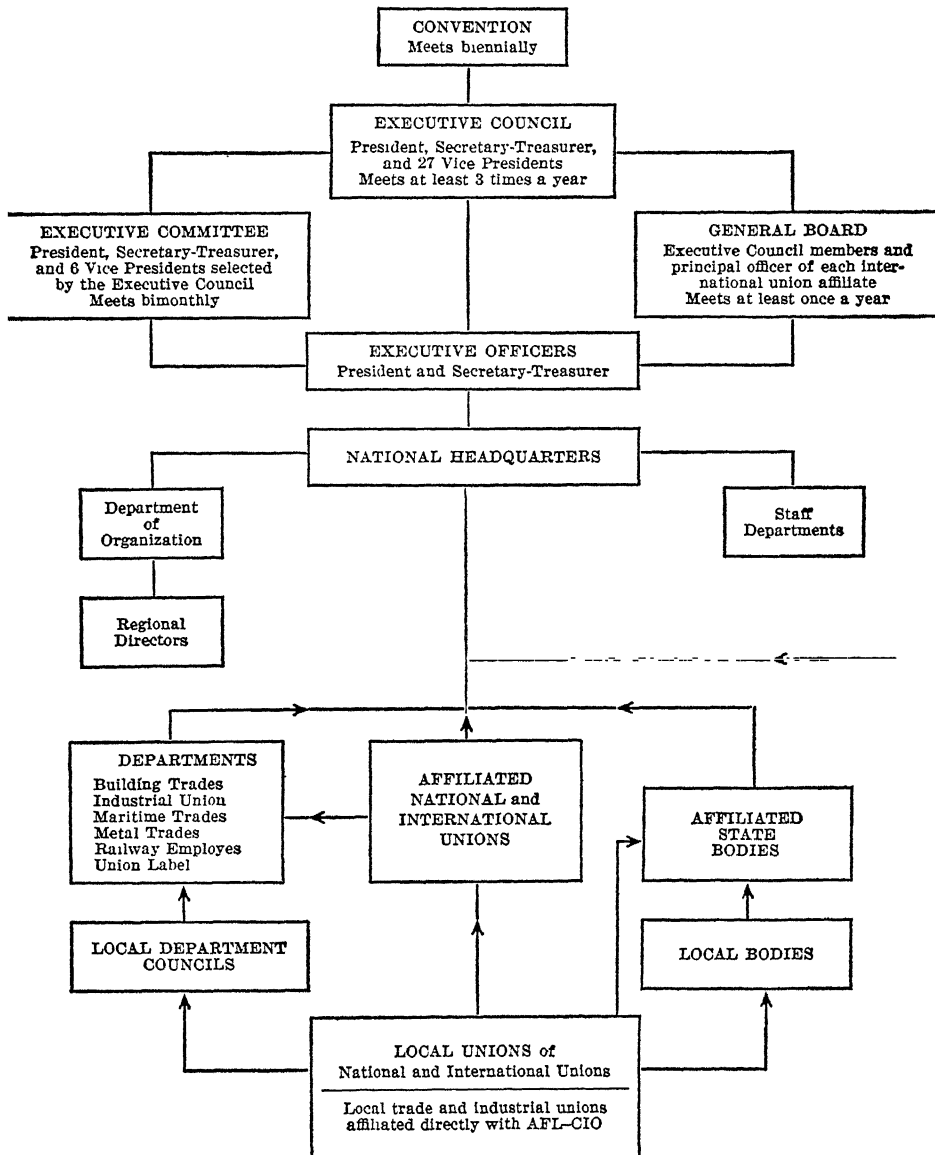 CONVENTION
Meets biennially
EXECUTIVE COUNCIL
President, Secretary-Treasurer,
and 27 Vice Presidents
Meets at least 3 times a year
EXECUTIVE COMMITTEE
President, Secretary-Treasurer,
and 6 Vice Presidents selected
by the Executive Council
Meets bimonthly
GENERAL BOARD
Executive Council members and
principal officer of each inter-
national union affiliate
Meets at least once a year
EXECUTIVE OFFICERS
President and Secretary-Treasurer
NATIONAL HEADQUARTERS
Department
of
Organization
Staff
Departments
Regional
Directors
DEPARTMENTS
Building Trades
Industrial Union
Maritime Trades
Metal Trades
Railway Employes
Union Label
AFFILIATED
NATIONAL and
INTERNATIONAL
UNIONS
AFFILIATED
STATE
BODIES
LOCAL DEPARTMENT
COUNCILS
LOCAL BODIES
LOCAL UNIONS of
National and International Unions
Local trade and industrial unions
affiliated directly with AFL–CIO